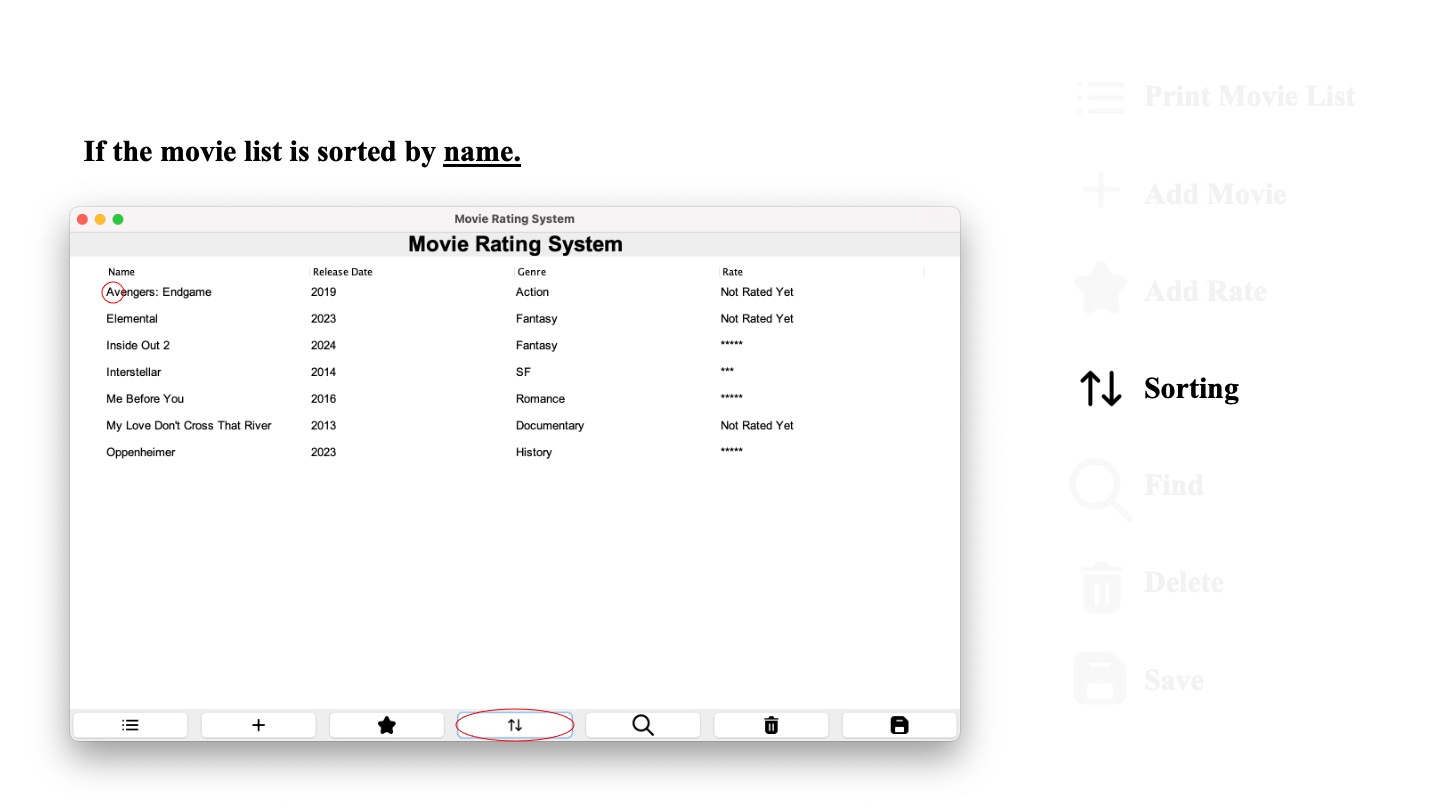 If the movie list is sorted by name.
Movie Rating System
Movie Rating System
Name Release Date Genre Rate
Avengers: Endgame 2019 Action Not Rated Yet
Elemental 2023 Fantasy Not Rated Yet
Inside Out 2 2024 Fantasy *****
Interstellar 2014 SF ***
Me Before You 2016 Romance *****
My Love Don't Cross That River 2013 Documentary Not Rated Yet
Oppenheimer 2023 History *****
Print Movie List
Add Movie
Add Rate
Sorting
Find
Delete
Save